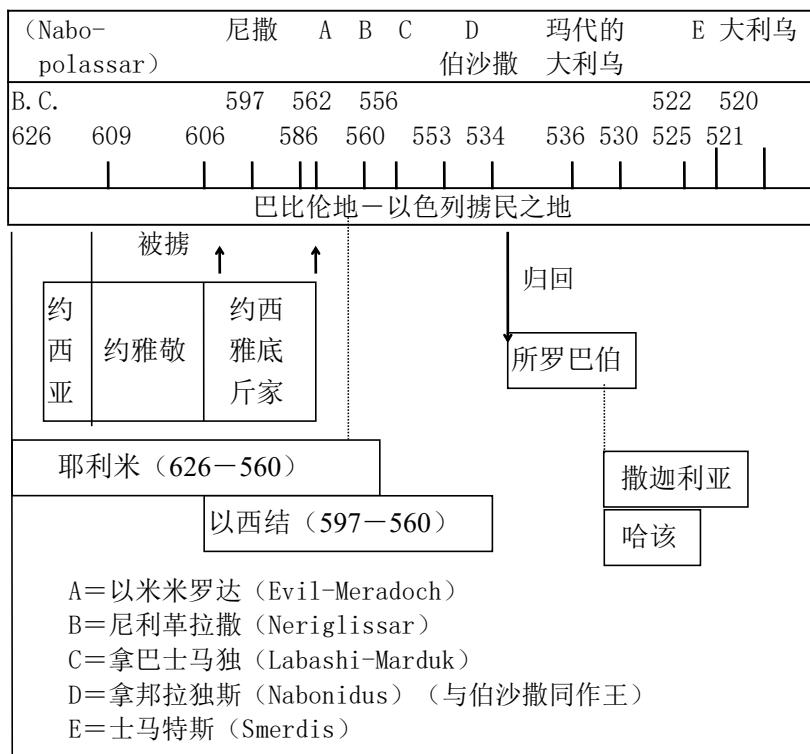 （Nabo- 尼撒 A B C D 玛代的 E 大利乌
polassar） 伯沙撒 大利乌
B.C. 597 562 556 522 520
626 609 606 586 560 553 534 536 530 525 521
巴比伦地－以色列掳民之地
被掳
归回
约西亚
约雅敬
约西
雅底
斤家
所罗巴伯
耶利米（626－560）
撒迦利亚
以西结（597－560）
哈该
A＝以米米罗达（Evil-Meradoch）
B＝尼利革拉撒（Neriglissar）
C＝拿巴士马独（Labashi-Marduk）
D＝拿邦拉独斯（Nabonidus）（与伯沙撒同作王）
E＝士马特斯（Smerdis）